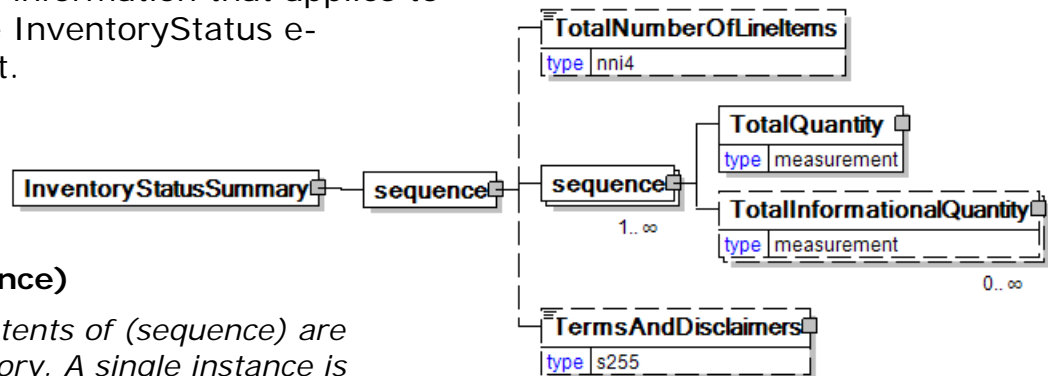 information that applies to
InventoryStatus e-
t.
TotalNumberOfLineItems
type nni4
TotalQuantity
type measurement
InventoryStatusSummary
sequence
sequence
1.. ∞
TotalInformationalQuantity
type measurement
0.. ∞
nce)
tents of (sequence) are
ory. A single instance is
TermsAndDisclaimers
type s255